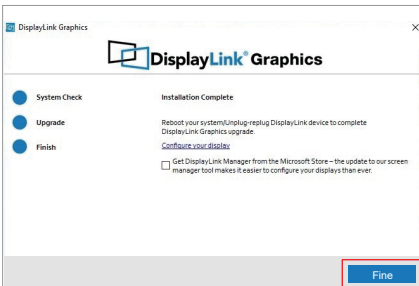 DisplayLink Graphics
DisplayLink® Graphics
System Check
Installation Complete
Upgrade
Reboot your system/Unplug-replug DisplayLink device to complete
DisplayLink Graphics upgrade.
Finish
Configure your display
Get DisplayLink Manager from the Microsoft Store – the update to our screen
manager tool makes it easier to configure your displays than ever.
Fine